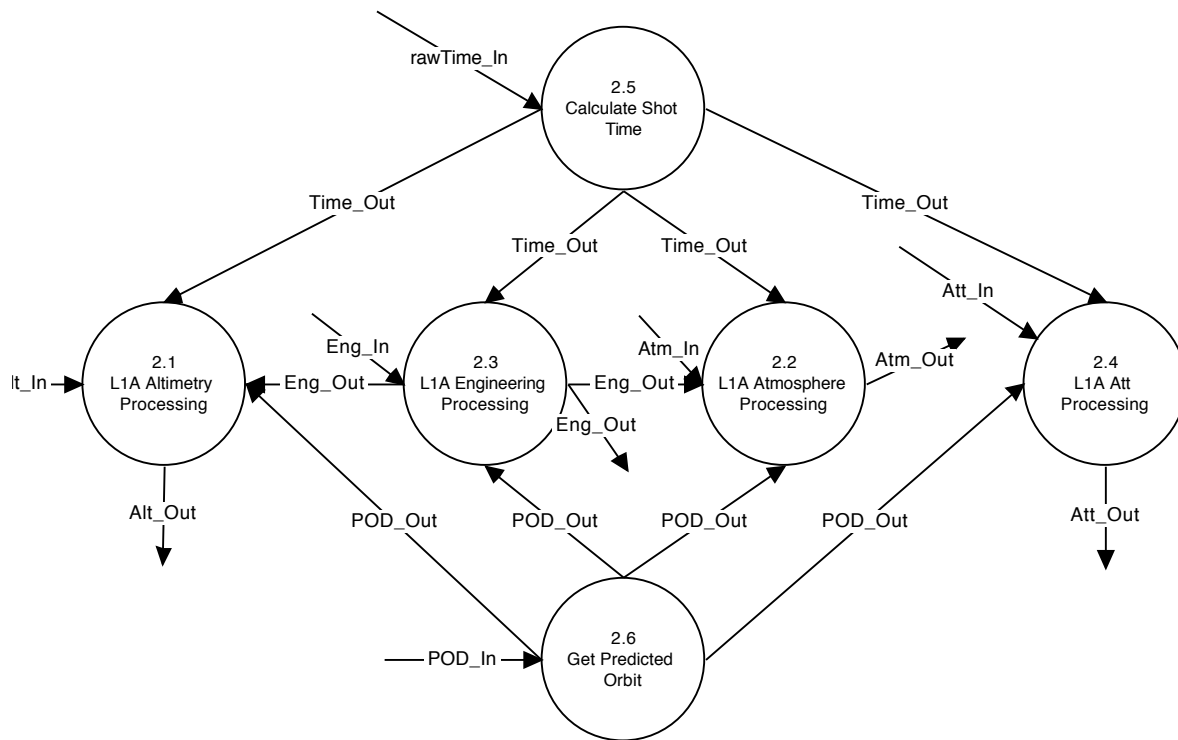 rawTime_In
2.5
Calculate Shot
Time
Time_Out
Time_Out
Time_Out
Time_Out
Att_In
Eng_In
Atm_In
2.1
L1A Altimetry
Processing
lt_In
Eng_Out
2.3
L1A Engineering
Processing
Eng_Out
Eng_Out
2.2
L1A Atmosphere
Processing
Atm_Out
2.4
L1A Att
Processing
Alt_Out
POD_Out
POD_Out
POD_Out
POD_Out
Att_Out
POD_In
2.6
Get Predicted
Orbit